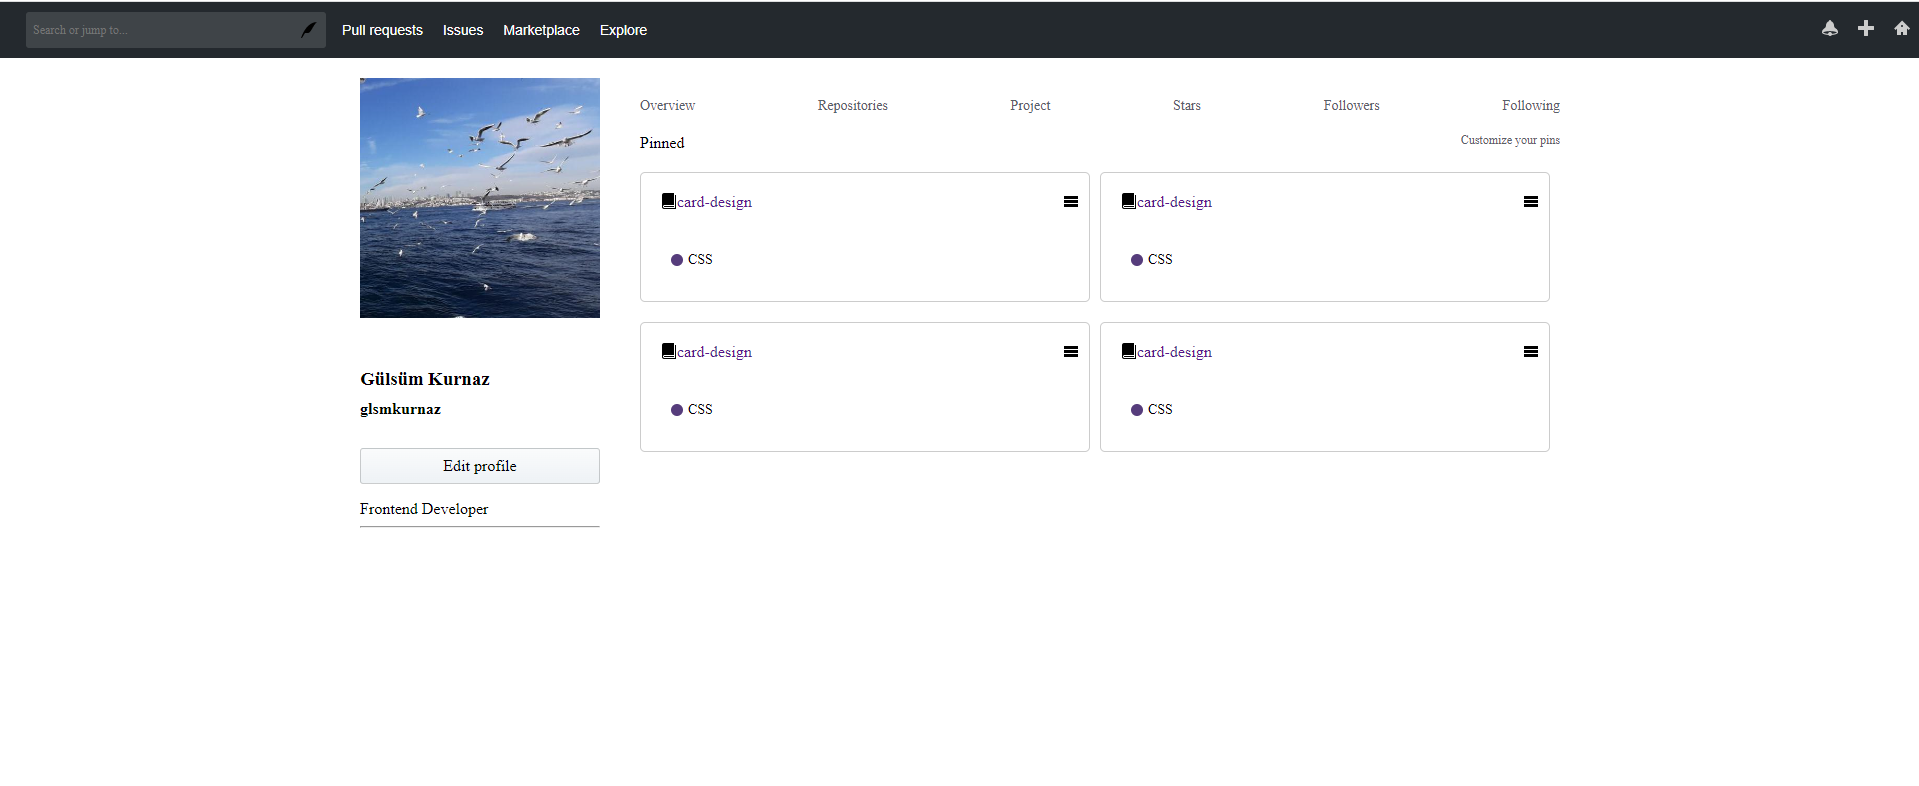 Search or jump to... Pull requests Issues Marketplace Explore
Overview Repositories Project Stars Followers Following
Pinned Customize your pins
card-design card-design
CSS CSS
card-design card-design
CSS CSS
Gülsüm Kurnaz
glsmkurnaz
Edit profile
Frontend Developer